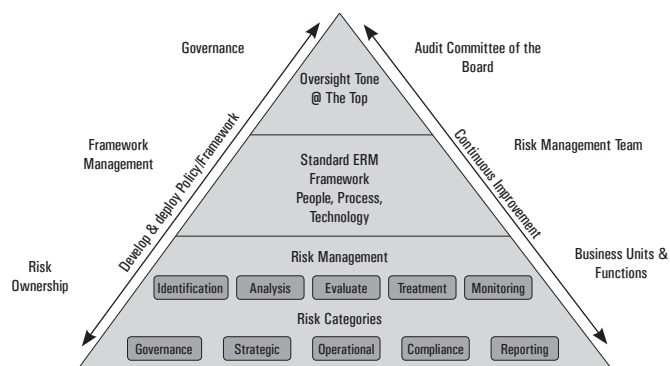 Governance
Audit Committee of the
Board
Oversight Tone
@ The Top
Framework
Management
Develop & deploy Policy/Framework
Continuous Improvement
Risk Management Team
Standard ERM
Framework
People, Process,
Technology
Risk
Ownership
Business Units &
Functions
Risk Management
Identification Analysis Evaluate Treatment Monitoring
Risk Categories
Governance Strategic Operational Compliance Reporting